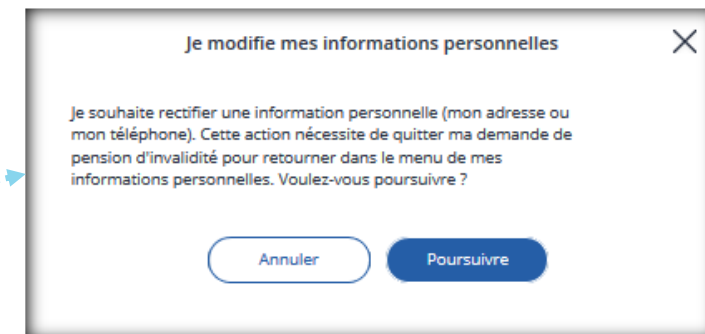 Je modifie mes informations personnelles
Je souhaite rectifier une information personnelle (mon adresse ou
mon téléphone). Cette action nécessite de quitter ma demande de
pension d'invalidité pour retourner dans le menu de mes
informations personnelles. Voulez-vous poursuivre ?
Annuler Poursuivre